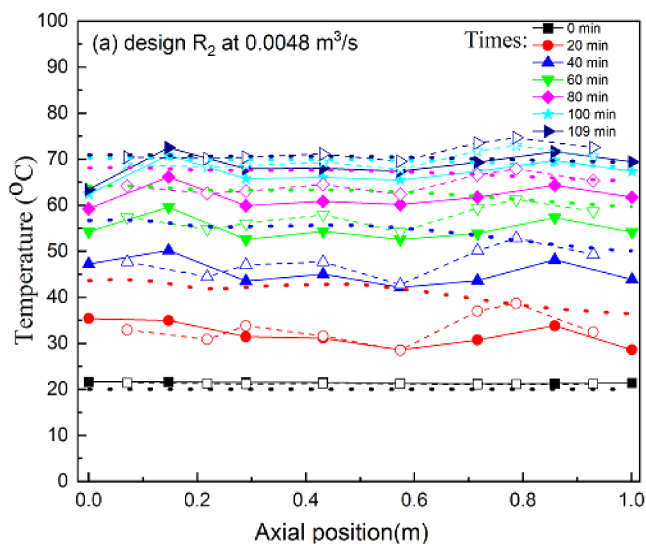 (a) design R₂ at 0.0048 m³/s
Times:
0 min
20 min
40 min
60 min
80 min
100 min
109 min
Temperature (⁰C)
100
90
80
70
60
50
40
30
20
10
0
0.0
0.2
0.4
0.6
0.8
1.0
Axial position(m)